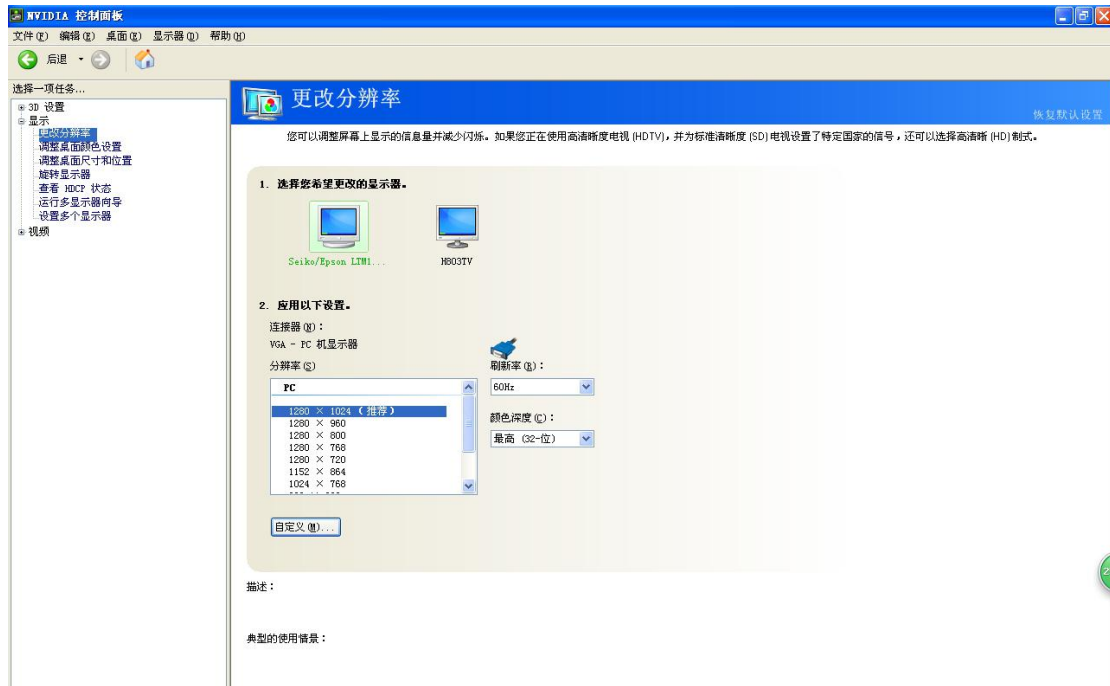 NVIDIA 控制面板
文件(F) 编辑(E) 桌面(K) 显示器(D) 帮助(H)
后退
选择一项任务...
3D 设置
显示
更改分辨率
调整桌面颜色设置
调整桌面尺寸和位置
旋转显示器
查看 HDCP 状态
运行多显示器向导
设置多个显示器
视频
更改分辨率
恢复默认设置
您可以调整屏幕上显示的信息量并减少闪烁。如果您正在使用高清晰度电视 (HDTV)，并为标准清晰度 (SD) 电视设置了特定国家的信号，还可以选择高清晰 (HD) 制式。
1. 选择您希望更改的显示器。
Seiko/Epson LTM1...
HB03TV
2. 应用以下设置。
连接器(N)：
VGA - PC 机显示器
分辨率(S)
刷新率(R)：
PC
60Hz
1280 × 1024 (推荐)
1280 × 960
颜色深度(C)：
1280 × 800
最高 (32-位)
1280 × 768
1280 × 720
1152 × 864
1024 × 768
自定义(M)...
描述：
典型的使用情景：